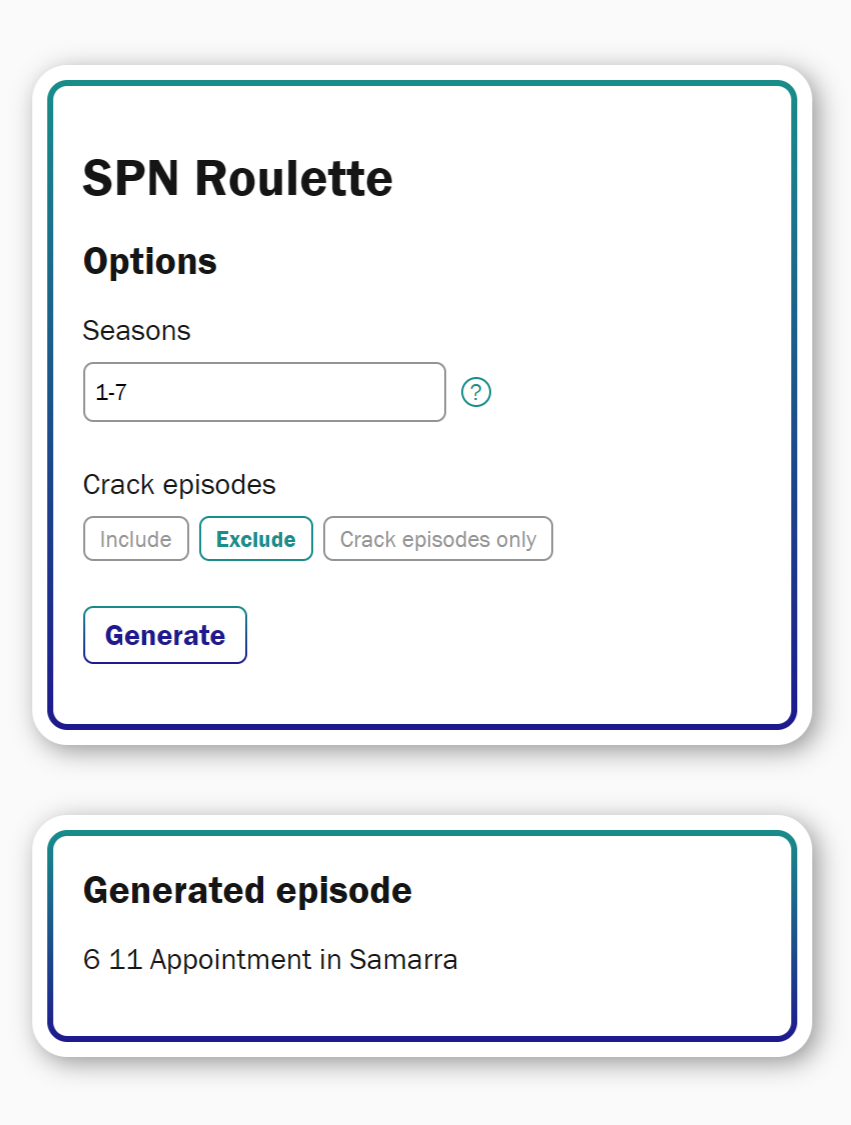 SPN Roulette
Options
Seasons
1-7
?
Crack episodes
Include
Exclude
Crack episodes only
Generate
Generated episode
6 11 Appointment in Samarra